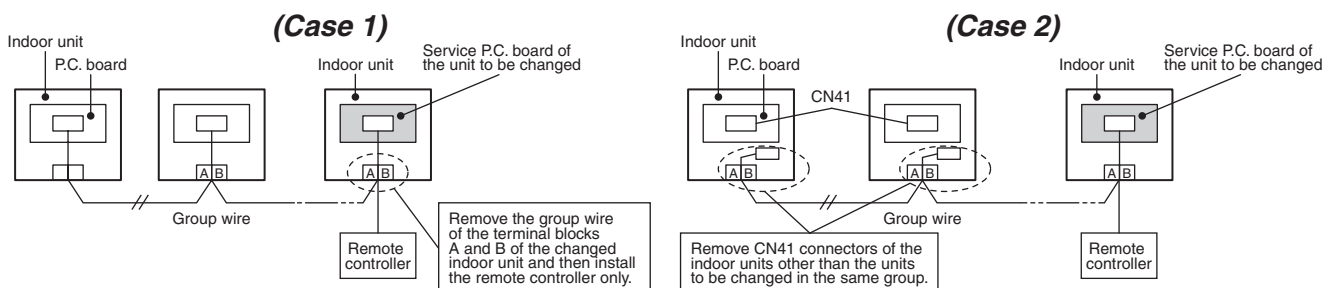 (Case 1)
Indoor unit
P.C. board
Indoor unit
Service P.C. board of
the unit to be changed
A B
A B
Group wire
Remote
controller
Remove the group wire
of the terminal blocks
A and B of the changed
indoor unit and then install
the remote controller only.
(Case 2)
Indoor unit
P.C. board
CN41
Indoor unit
Service P.C. board of
the unit to be changed
A B
A B
A B
Group wire
Remove CN41 connectors of the
indoor units other than the units
to be changed in the same group.
Remote
controller